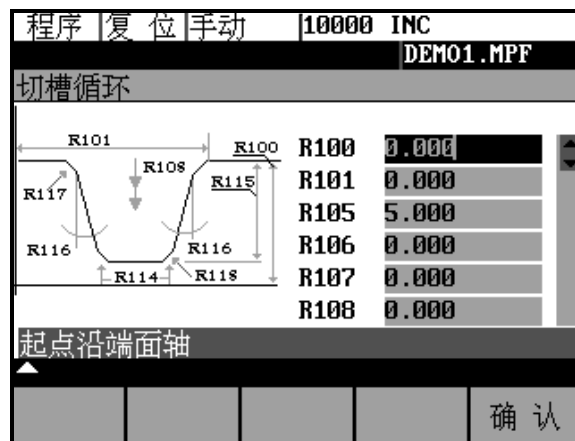 程序 复 位 手动 10000 INC
DEMO1.MPF
切槽循环
R101 R100
R108 R115
R117
R116 R116
R114 R118
R100 0.000
R101 0.000
R105 5.000
R106 0.000
R107 0.000
R108 0.000
起点沿端面轴
确 认